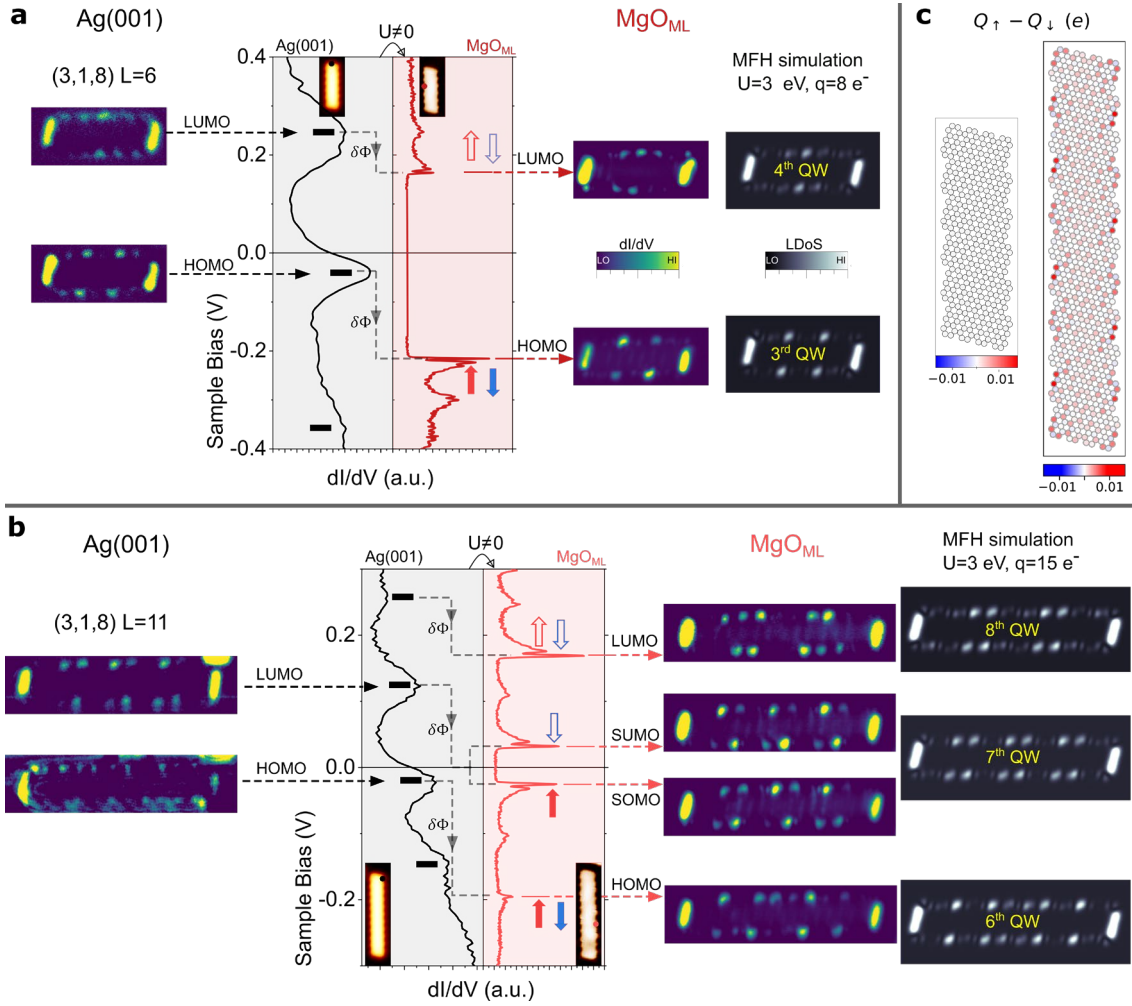 a
Ag(001)
(3,1,8) L=6
LUMO
HOMO
U≠0
Ag(001)
MgOML
0.4
0.2
0.0
-0.2
-0.4
Sample Bias (V)
dI/dV (a.u.)
δΦ
δΦ
MgOML
LUMO
HOMO
dI/dV
LO
HI
MFH simulation
U=3 eV, q=8 e⁻
4th QW
LDoS
LO
HI
3rd QW
c
Q↑ − Q↓ (e)
−0.01
0.01
−0.01
0.01
b
Ag(001)
(3,1,8) L=11
LUMO
HOMO
U≠0
Ag(001)
MgOML
0.2
0.0
-0.2
Sample Bias (V)
dI/dV (a.u.)
δΦ
δΦ
δΦ
MgOML
LUMO
SUMO
SOMO
HOMO
MFH simulation
U=3 eV, q=15 e⁻
8th QW
7th QW
6th QW